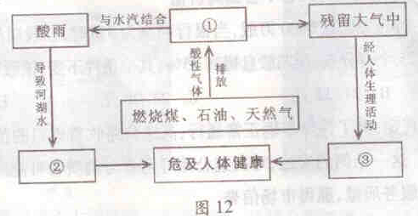 酸雨
与水汽结合
①
残留大气中
导致河湖水
酸性气体
排放
经人体生理活动
燃烧煤、石油、天然气
②
危及人体健康
③
图12